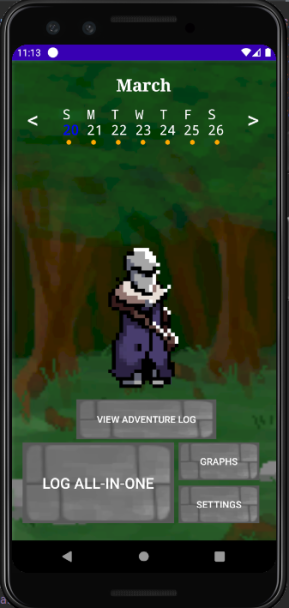 11:13
March
< S M T W T F S >
20 21 22 23 24 25 26
VIEW ADVENTURE LOG
LOG ALL-IN-ONE
GRAPHS
SETTINGS